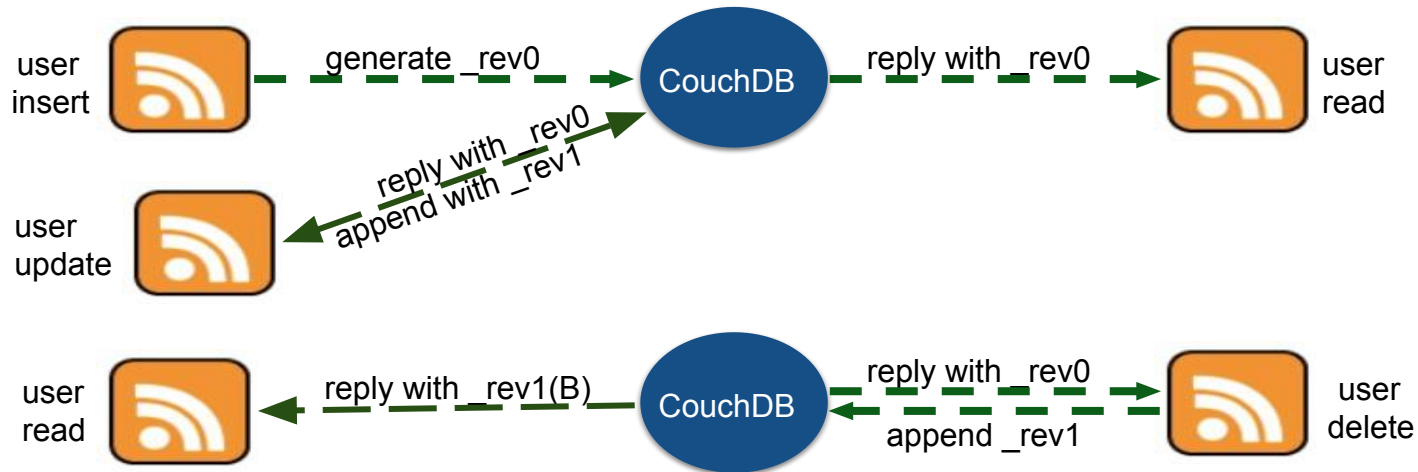 user
insert
generate _rev0
CouchDB
reply with _rev0
user
read
reply with _rev0
append with _rev1
user
update
user
read
reply with _rev1(B)
CouchDB
reply with _rev0
append _rev1
user
delete